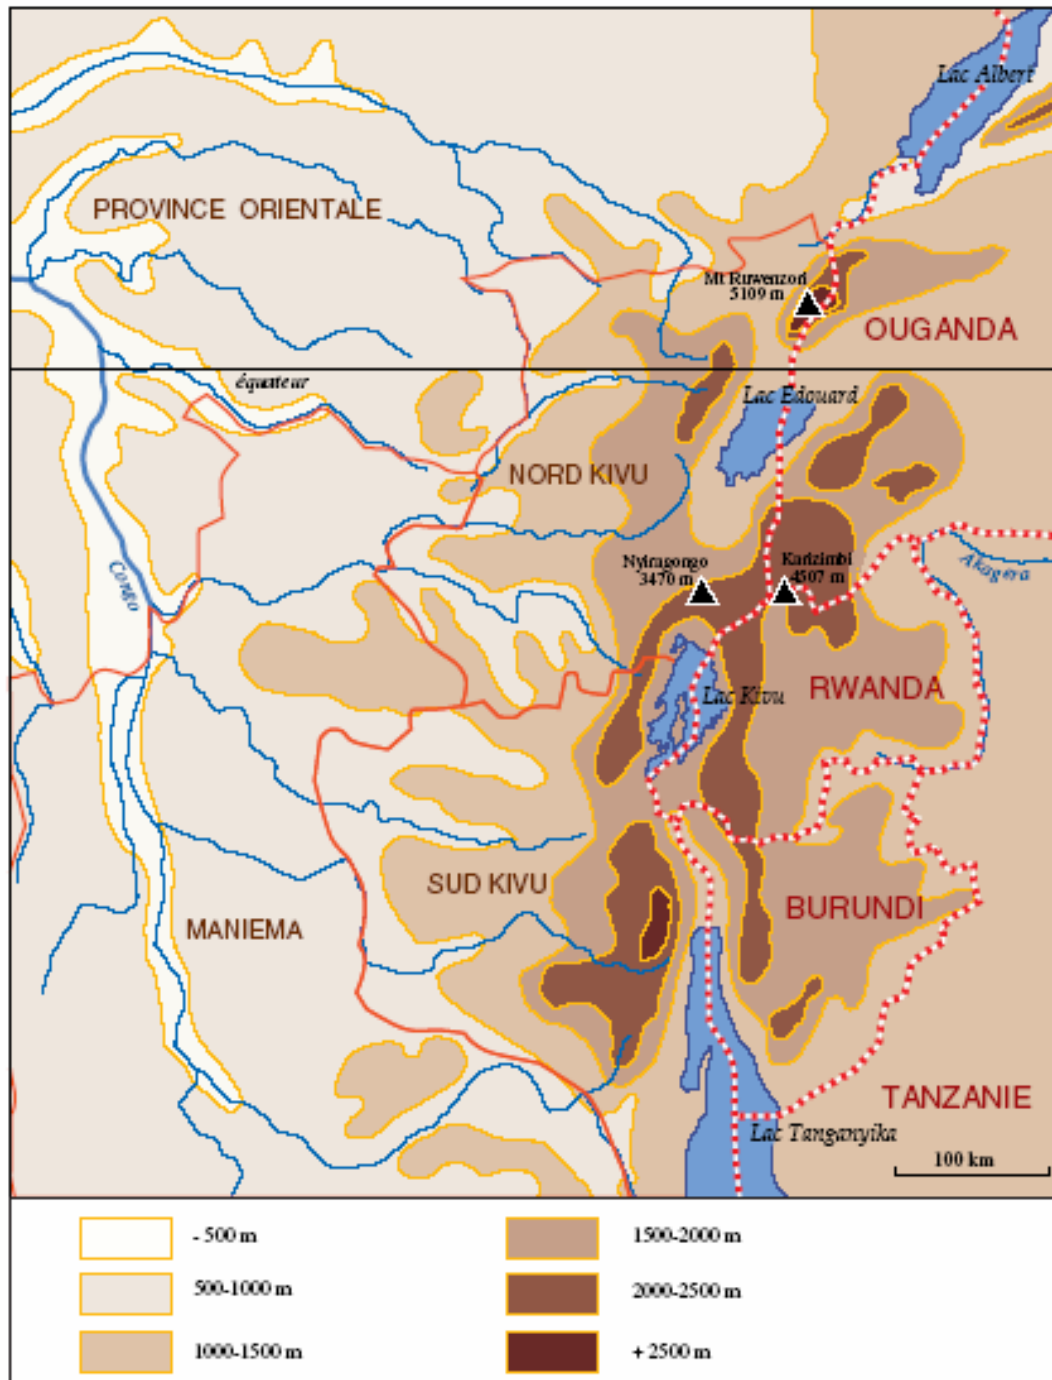 Lac Albert
PROVINCE ORIENTALE
Mt Ruwenzori
5109 m
OUGANDA
équateur
Lac Edouard
NORD KIVU
Nyiragongo
3470 m
Karizimbi
4507 m
Akagera
Congo
RWANDA
Lac Kivu
SUD KIVU
BURUNDI
MANIEMA
TANZANIE
Lac Tanganyika
100 km
- 500 m
1500-2000 m
500-1000 m
2000-2500 m
1000-1500 m
+ 2500 m